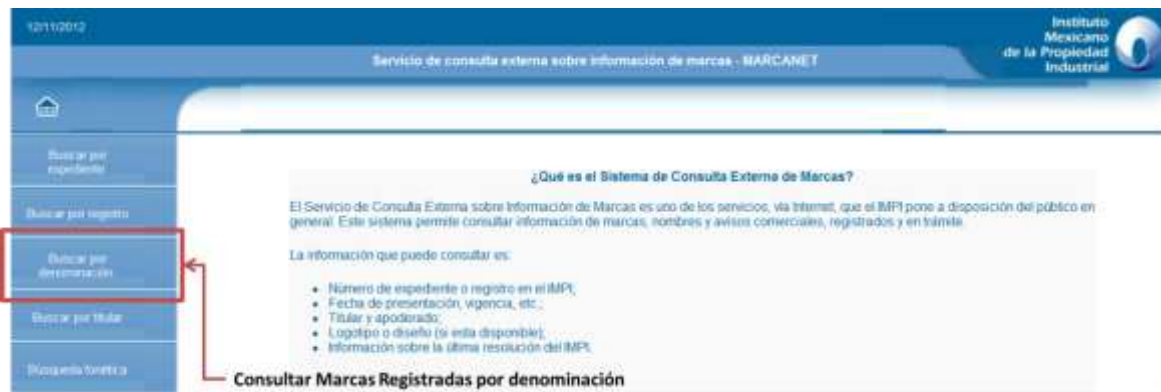 12/11/2012
Instituto
Mexicano
de la Propiedad
Industrial
Servicio de consulta externa sobre información de marcas - MARCANET
Buscar por
expediente
Buscar por registro
Buscar por
denominación
Buscar por titular
Búsqueda fonética
¿Qué es el Sistema de Consulta Externa de Marcas?
El Servicio de Consulta Externa sobre Información de Marcas es uno de los servicios, vía Internet, que el IMPI pone a disposición del público en
general. Este sistema permite consultar información de marcas, nombres y avisos comerciales, registrados y en trámite.
La información que puede consultar es:
• Número de expediente o registro en el IMPI;
• Fecha de presentación, vigencia, etc.;
• Titular y apoderado;
• Logotipo o diseño (si esta disponible);
• Información sobre la última resolución del IMPI.
Consultar Marcas Registradas por denominación